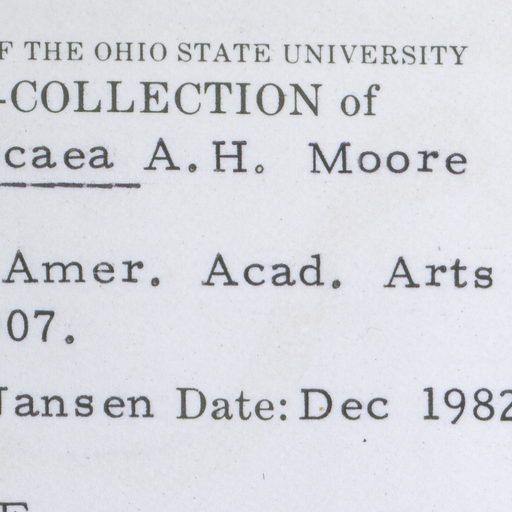 F THE OHIO STATE UNIVERSITY
-COLLECTION of
caea A.H. Moore
Amer. Acad. Arts
07.
Jansen Date: Dec 1982